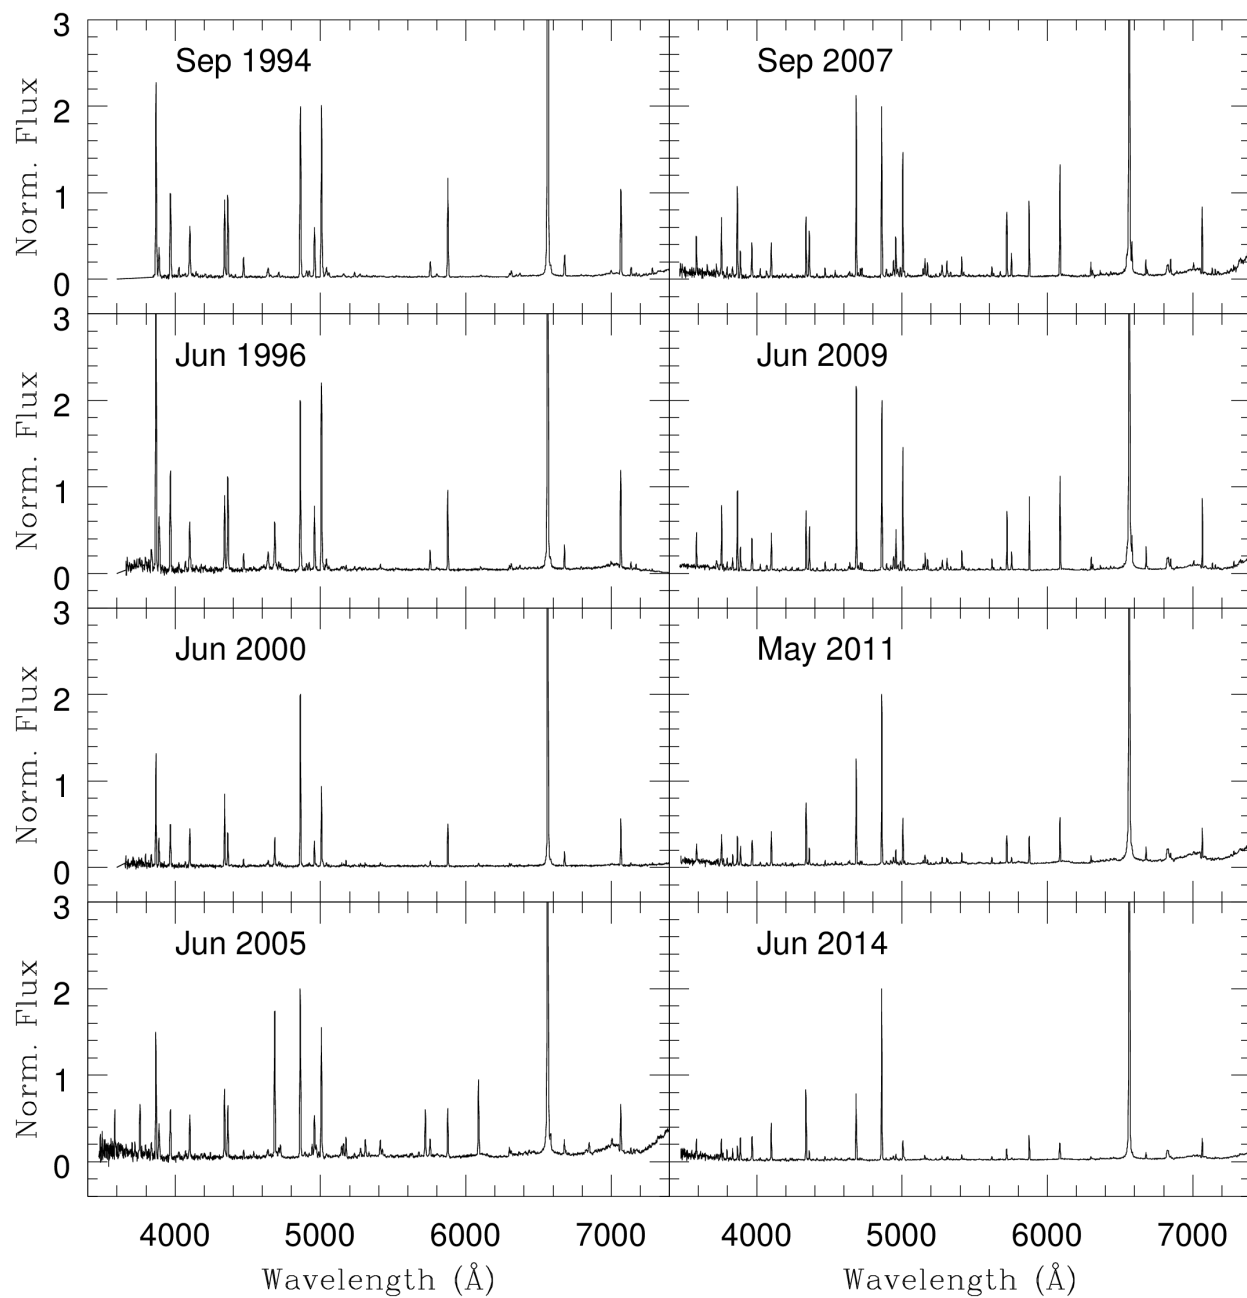 3
Sep 1994
Sep 2007
2
1
0
Norm. Flux
3
Jun 1996
Jun 2009
2
1
0
Norm. Flux
3
Jun 2000
May 2011
2
1
0
Norm. Flux
3
Jun 2005
Jun 2014
2
1
0
Norm. Flux
4000 5000 6000 7000 4000 5000 6000 7000
Wavelength (Å) Wavelength (Å)